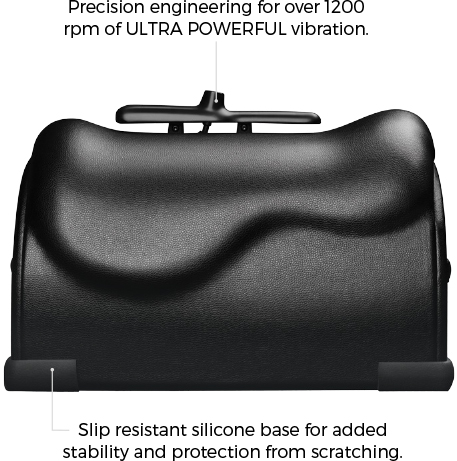 Precision engineering for over 1200
rpm of ULTRA POWERFUL vibration.
Slip resistant silicone base for added
stability and protection from scratching.